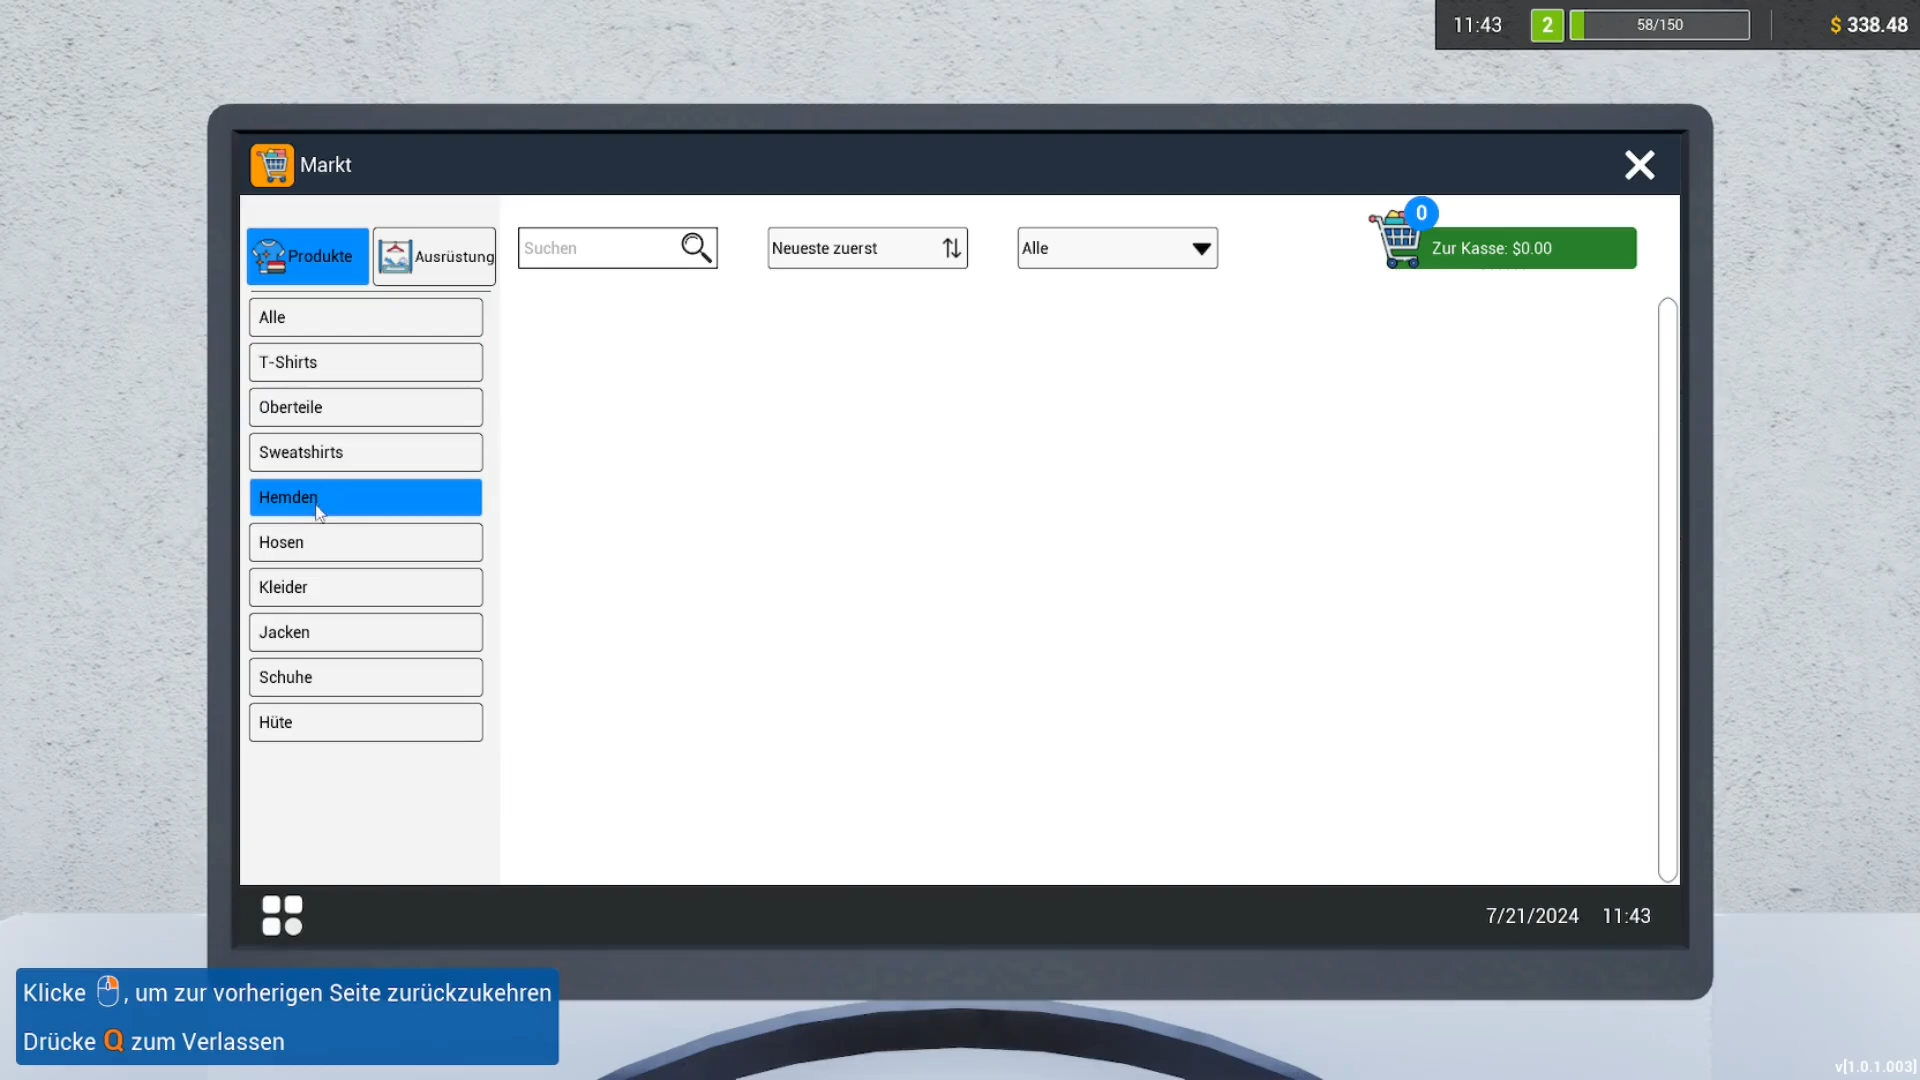 11:43 2 58/150 $ 338.48
Markt
Produkte Ausrüstung Suchen Neueste zuerst Alle 0 Zur Kasse: $0.00
Alle
T-Shirts
Oberteile
Sweatshirts
Hemden
Hosen
Kleider
Jacken
Schuhe
Hüte
7/21/2024 11:43
Klicke , um zur vorherigen Seite zurückzukehren
Drücke Q zum Verlassen
v[1.0.1.003]